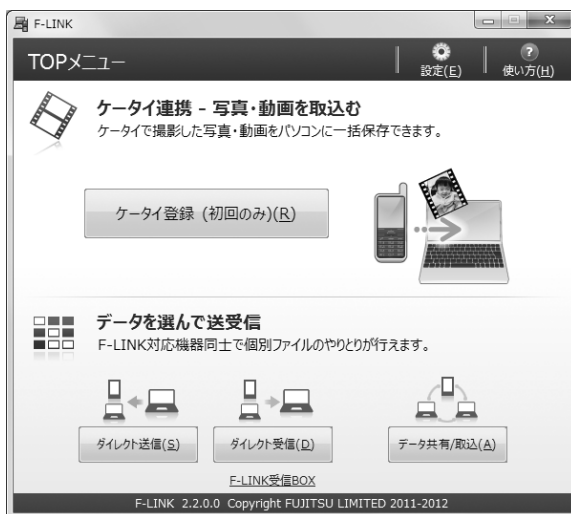 F-LINK
TOPメニュー
設定(E)
使い方(H)
ケータイ連携 - 写真・動画を取込む
ケータイで撮影した写真・動画をパソコンに一括保存できます。
ケータイ登録 (初回のみ)(R)
データを選んで送受信
F-LINK対応機器同士で個別ファイルのやりとりが行えます。
ダイレクト送信(S)
ダイレクト受信(D)
データ共有/取込(A)
F-LINK受信BOX
F-LINK 2.2.0.0 Copyright FUJITSU LIMITED 2011-2012